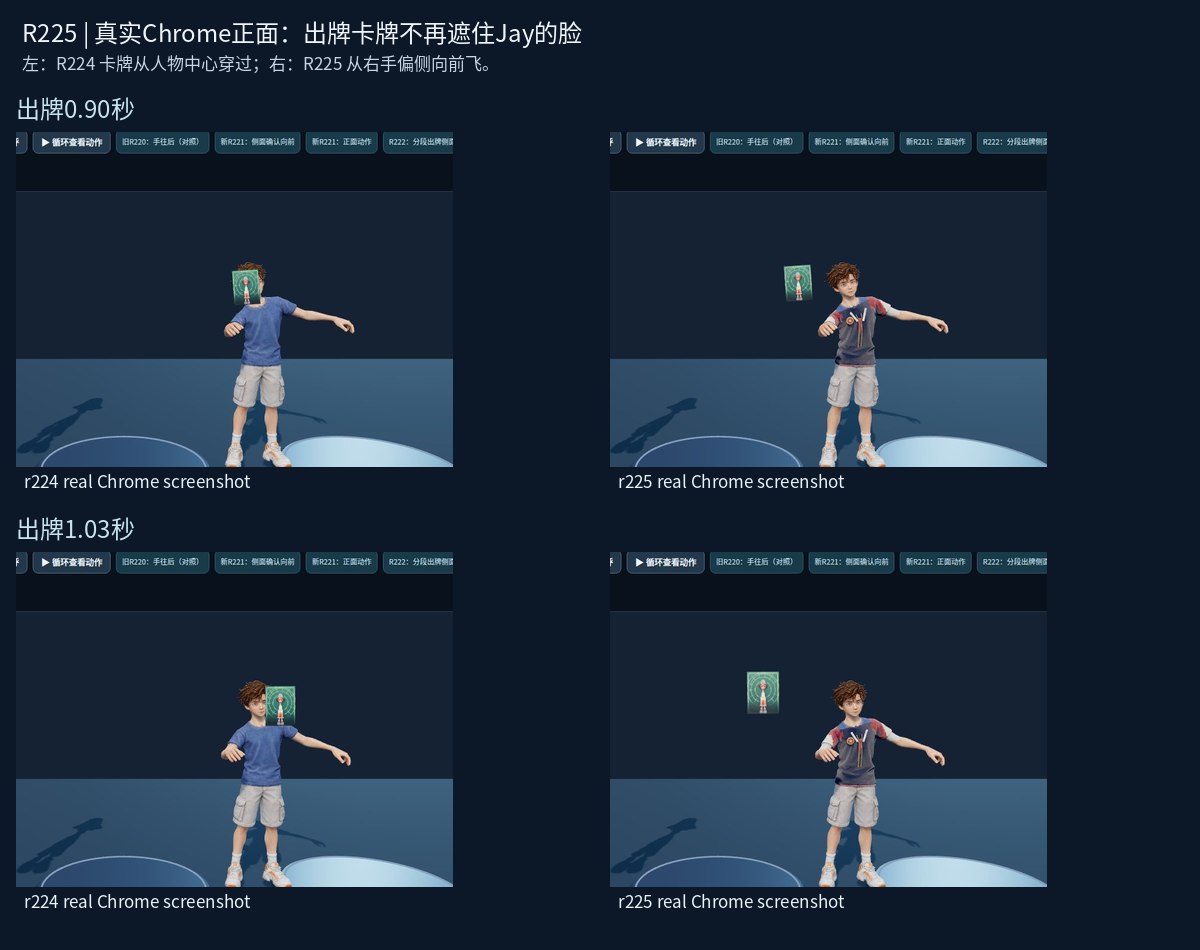 R225 | 真实Chrome正面：出牌卡牌不再遮住Jay的脸
左：R224 卡牌从人物中心穿过；右：R225 从右手偏侧向前飞。
出牌0.90秒
▶ 循环查看动作 旧R220：手往后（对照） 新R221：侧面确认向前 新R221：正面动作 R222：分段出牌侧面
▶ 循环查看动作 旧R220：手往后（对照） 新R221：侧面确认向前 新R221：正面动作 R222：分段出牌侧面
r224 real Chrome screenshot
r225 real Chrome screenshot
出牌1.03秒
▶ 循环查看动作 旧R220：手往后（对照） 新R221：侧面确认向前 新R221：正面动作 R222：分段出牌侧面
▶ 循环查看动作 旧R220：手往后（对照） 新R221：侧面确认向前 新R221：正面动作 R222：分段出牌侧面
r224 real Chrome screenshot
r225 real Chrome screenshot